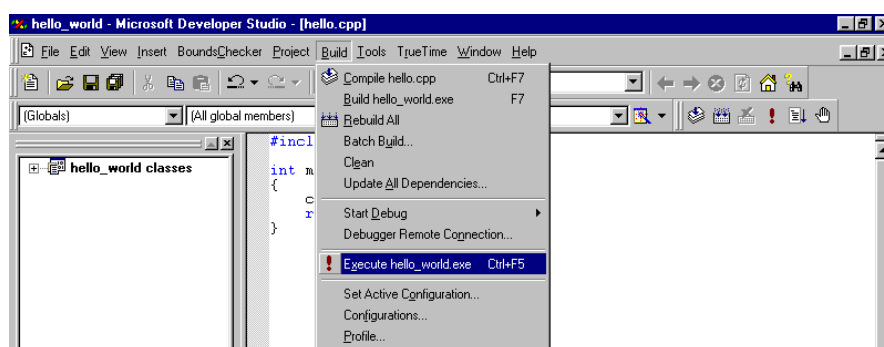 hello_world - Microsoft Developer Studio - [hello.cpp]
File Edit View Insert BoundsChecker Project Build Tools TrueTime Window Help
(Globals) (All global members)
hello_world classes
#incl
int m
{
c
r
}
Compile hello.cpp Ctrl+F7
Build hello_world.exe F7
Rebuild All
Batch Build...
Clean
Update All Dependencies...
Start Debug
Debugger Remote Connection...
Execute hello_world.exe Ctrl+F5
Set Active Configuration...
Configurations...
Profile...